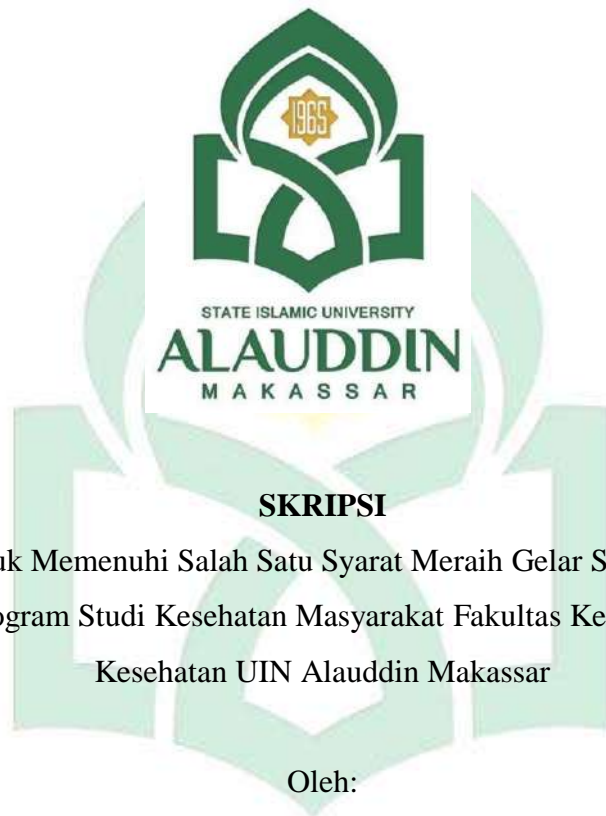 1965
STATE ISLAMIC UNIVERSITY
ALAUDDIN
MAKASSAR
SKRIPSI
Memenuhi Salah Satu Syarat Meraih Gelar
Studi Kesehatan Masyarakat Fakultas
Kesehatan UIN Alauddin Makassar
Oleh: